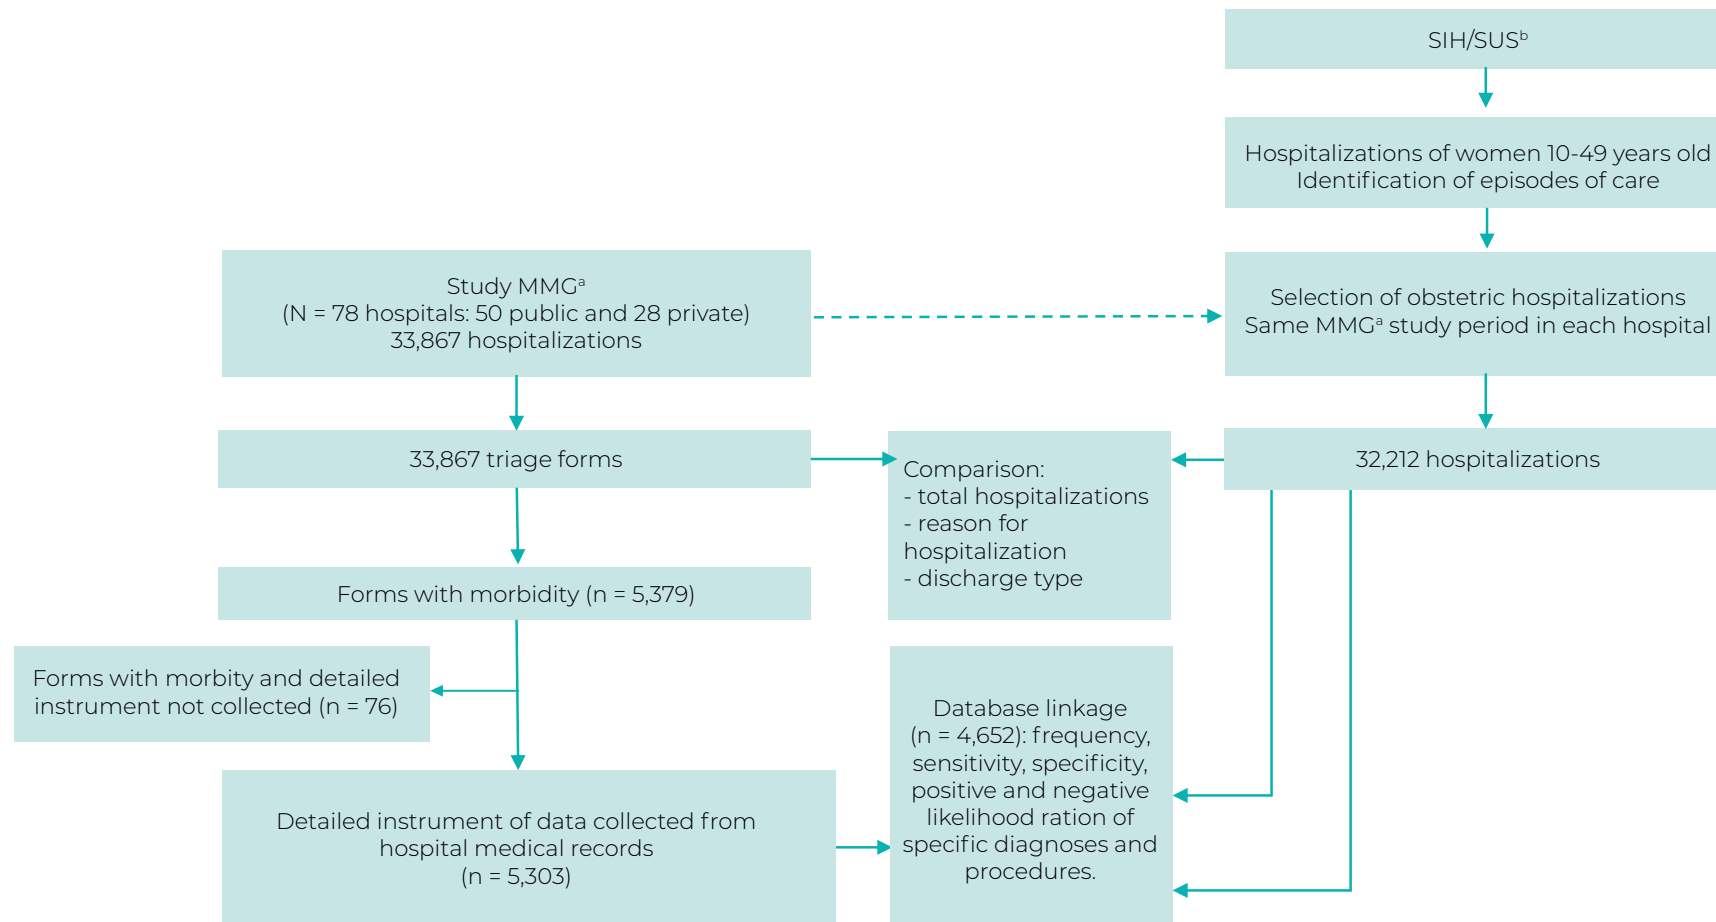 SIH/SUSᵇ
Hospitalizations of women 10-49 years old
Identification of episodes of care
Study MMGᵃ
(N = 78 hospitals: 50 public and 28 private)
33,867 hospitalizations
Selection of obstetric hospitalizations
Same MMGᵃ study period in each hospital
33,867 triage forms
Comparison:
- total hospitalizations
- reason for
hospitalization
- discharge type
32,212 hospitalizations
Forms with morbidity (n = 5,379)
Forms with morbity and detailed
instrument not collected (n = 76)
Database linkage
(n = 4,652): frequency,
sensitivity, specificity,
positive and negative
likelihood ration of
specific diagnoses and
procedures.
Detailed instrument of data collected from
hospital medical records
(n = 5,303)